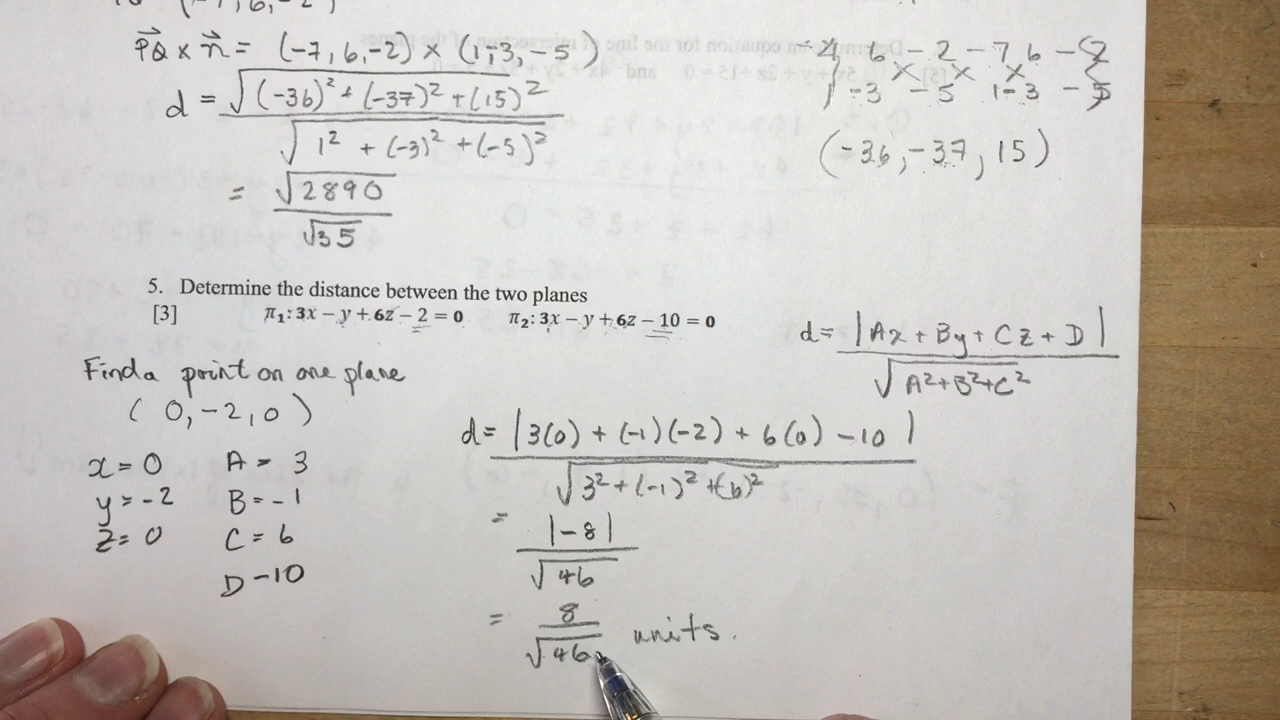 (-7, 6, -2)
P͞Q × n⃗ = (-7, 6, -2) × (1, -3, -5)
-7 6 -2 -7 6 -2
1 -3 -5 1 -3 -5
d = √((-36)² + (-37)² + (15)²) / √(1² + (-3)² + (-5)²)
(-36, -37, 15)
= √2890 / √35
5. Determine the distance between the two planes
[3] π₁: 3x − y + 6z − 2 = 0 π₂: 3x − y + 6z − 10 = 0
d = |Ax + By + Cz + D| / √(A² + B² + C²)
Find a point on one plane
(0, -2, 0)
d = |3(0) + (-1)(-2) + 6(0) - 10| / √(3² + (-1)² + (6)²)
x = 0 A = 3
y = -2 B = -1
z = 0 C = 6
D -10
= |-8| / √46
= 8 / √46 units.